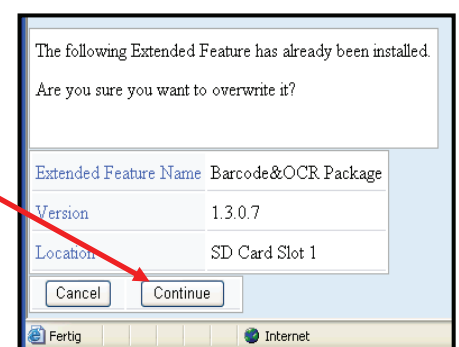 The following Extended Feature has already been installed.
Are you sure you want to overwrite it?
Extended Feature Name Barcode&OCR Package
Version 1.3.0.7
Location SD Card Slot 1
Cancel Continue
Fertig Internet